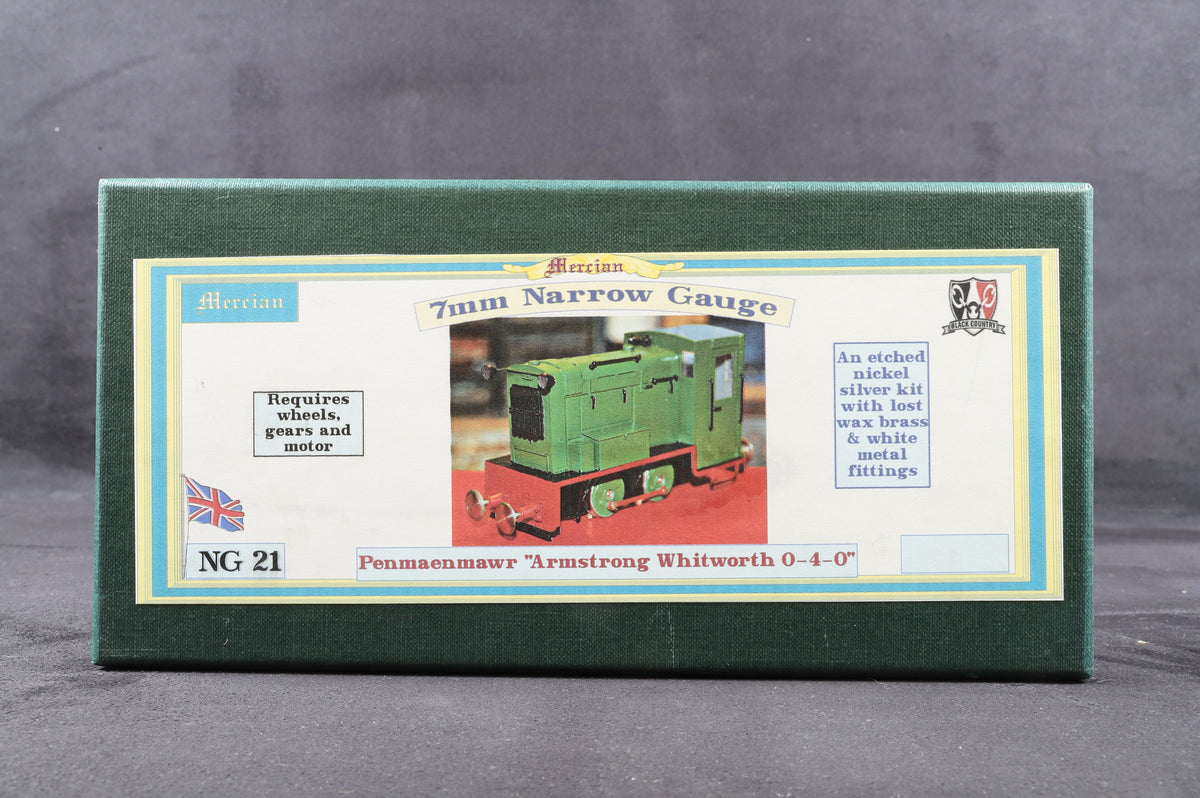 Mercian
Mercian
7mm Narrow Gauge
BLACK COUNTRY
Requires
wheels,
gears and
motor
An etched
nickel
silver kit
with lost
wax brass
& white
metal
fittings
NG 21
Penmaenmawr "Armstrong Whitworth 0-4-0"